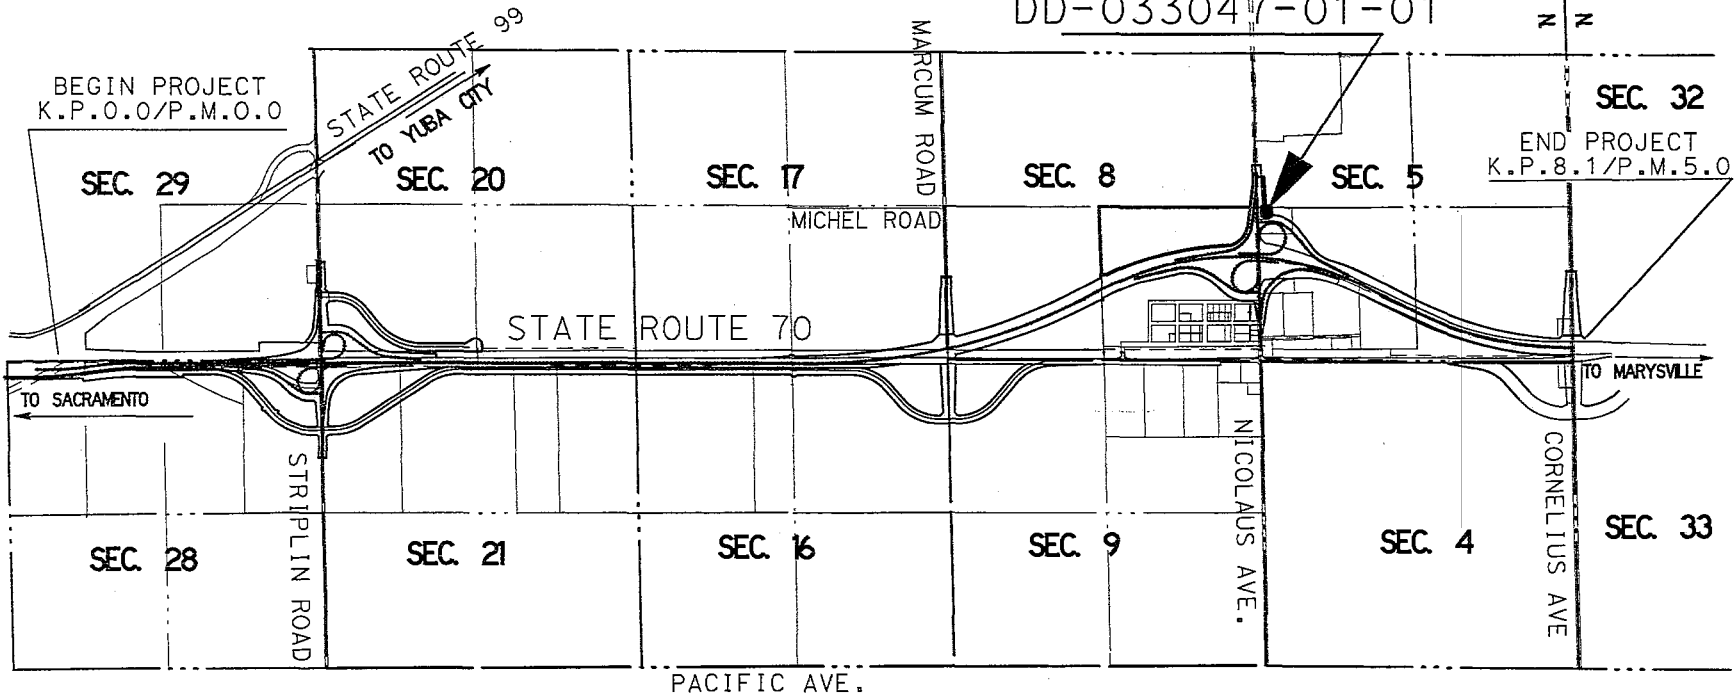 DD-033047-01-01
N N
BEGIN PROJECT
K.P.0.0/P.M.0.0
STATE ROUTE 99
TO YUBA CITY
MARCUM ROAD
SEC. 32
END PROJECT
K.P.8.1/P.M.5.0
SEC. 29
SEC. 20
SEC. 17
SEC. 8
SEC. 5
MICHEL ROAD
STATE ROUTE 70
TO SACRAMENTO
TO MARYSVILLE
STRIPLIN ROAD
NICOLAUS AVE.
CORNELIUS AVE
SEC. 28
SEC. 21
SEC. 16
SEC. 9
SEC. 4
SEC. 33
PACIFIC AVE.